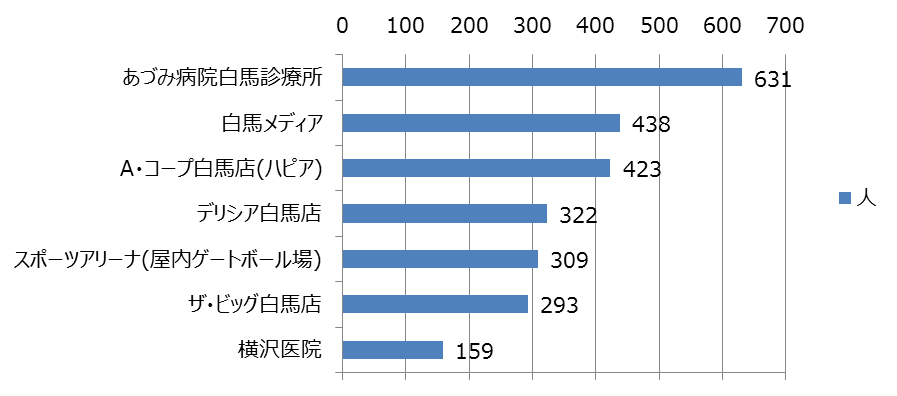 0 100 200 300 400 500 600 700
あづみ病院白馬診療所 631
白馬メディア 438
A・コープ白馬店(ハピア) 423
デリシア白馬店 322
スポーツアリーナ(屋内ゲートボール場) 309
ザ・ビッグ白馬店 293
横沢医院 159
人